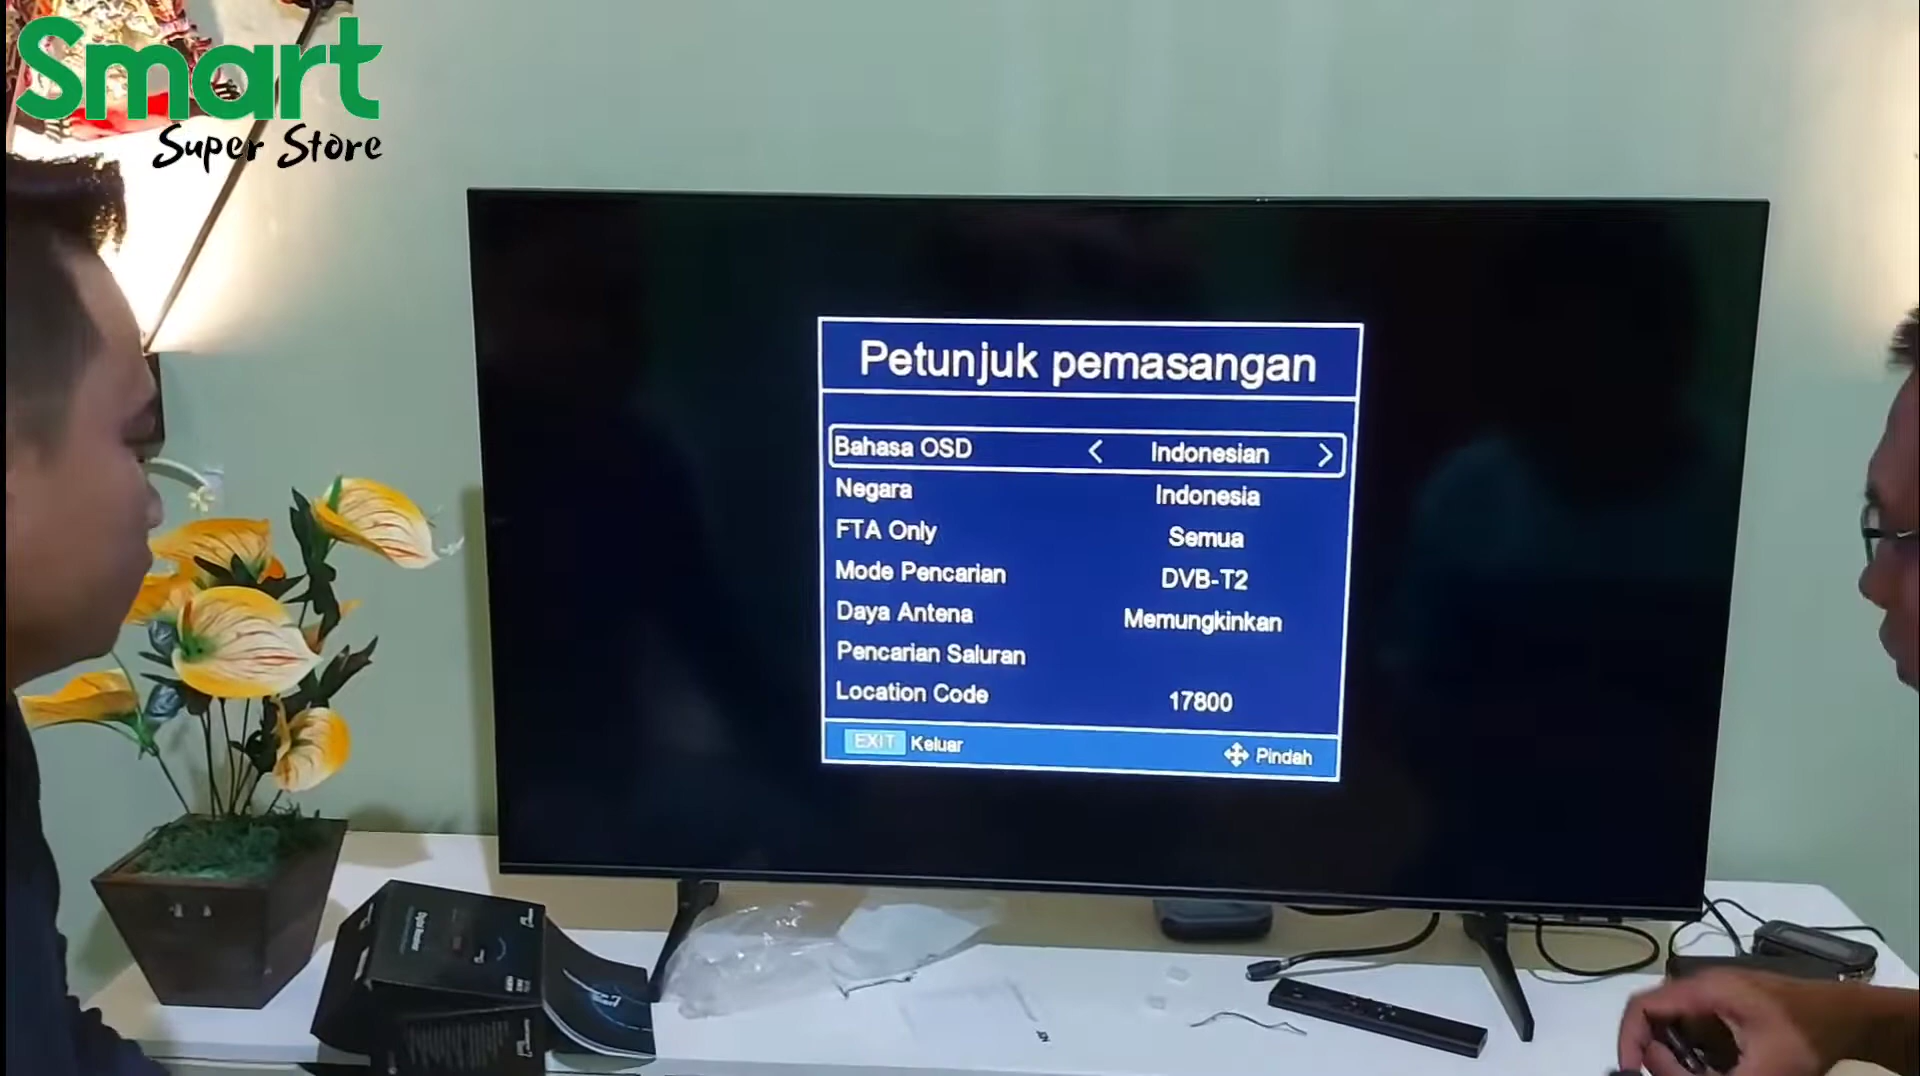 Smart
Super Store
Petunjuk pemasangan
Bahasa OSD < Indonesian >
Negara Indonesia
FTA Only Semua
Mode Pencarian DVB-T2
Daya Antena Memungkinkan
Pencarian Saluran
Location Code 17800
EXIT Keluar Pindah